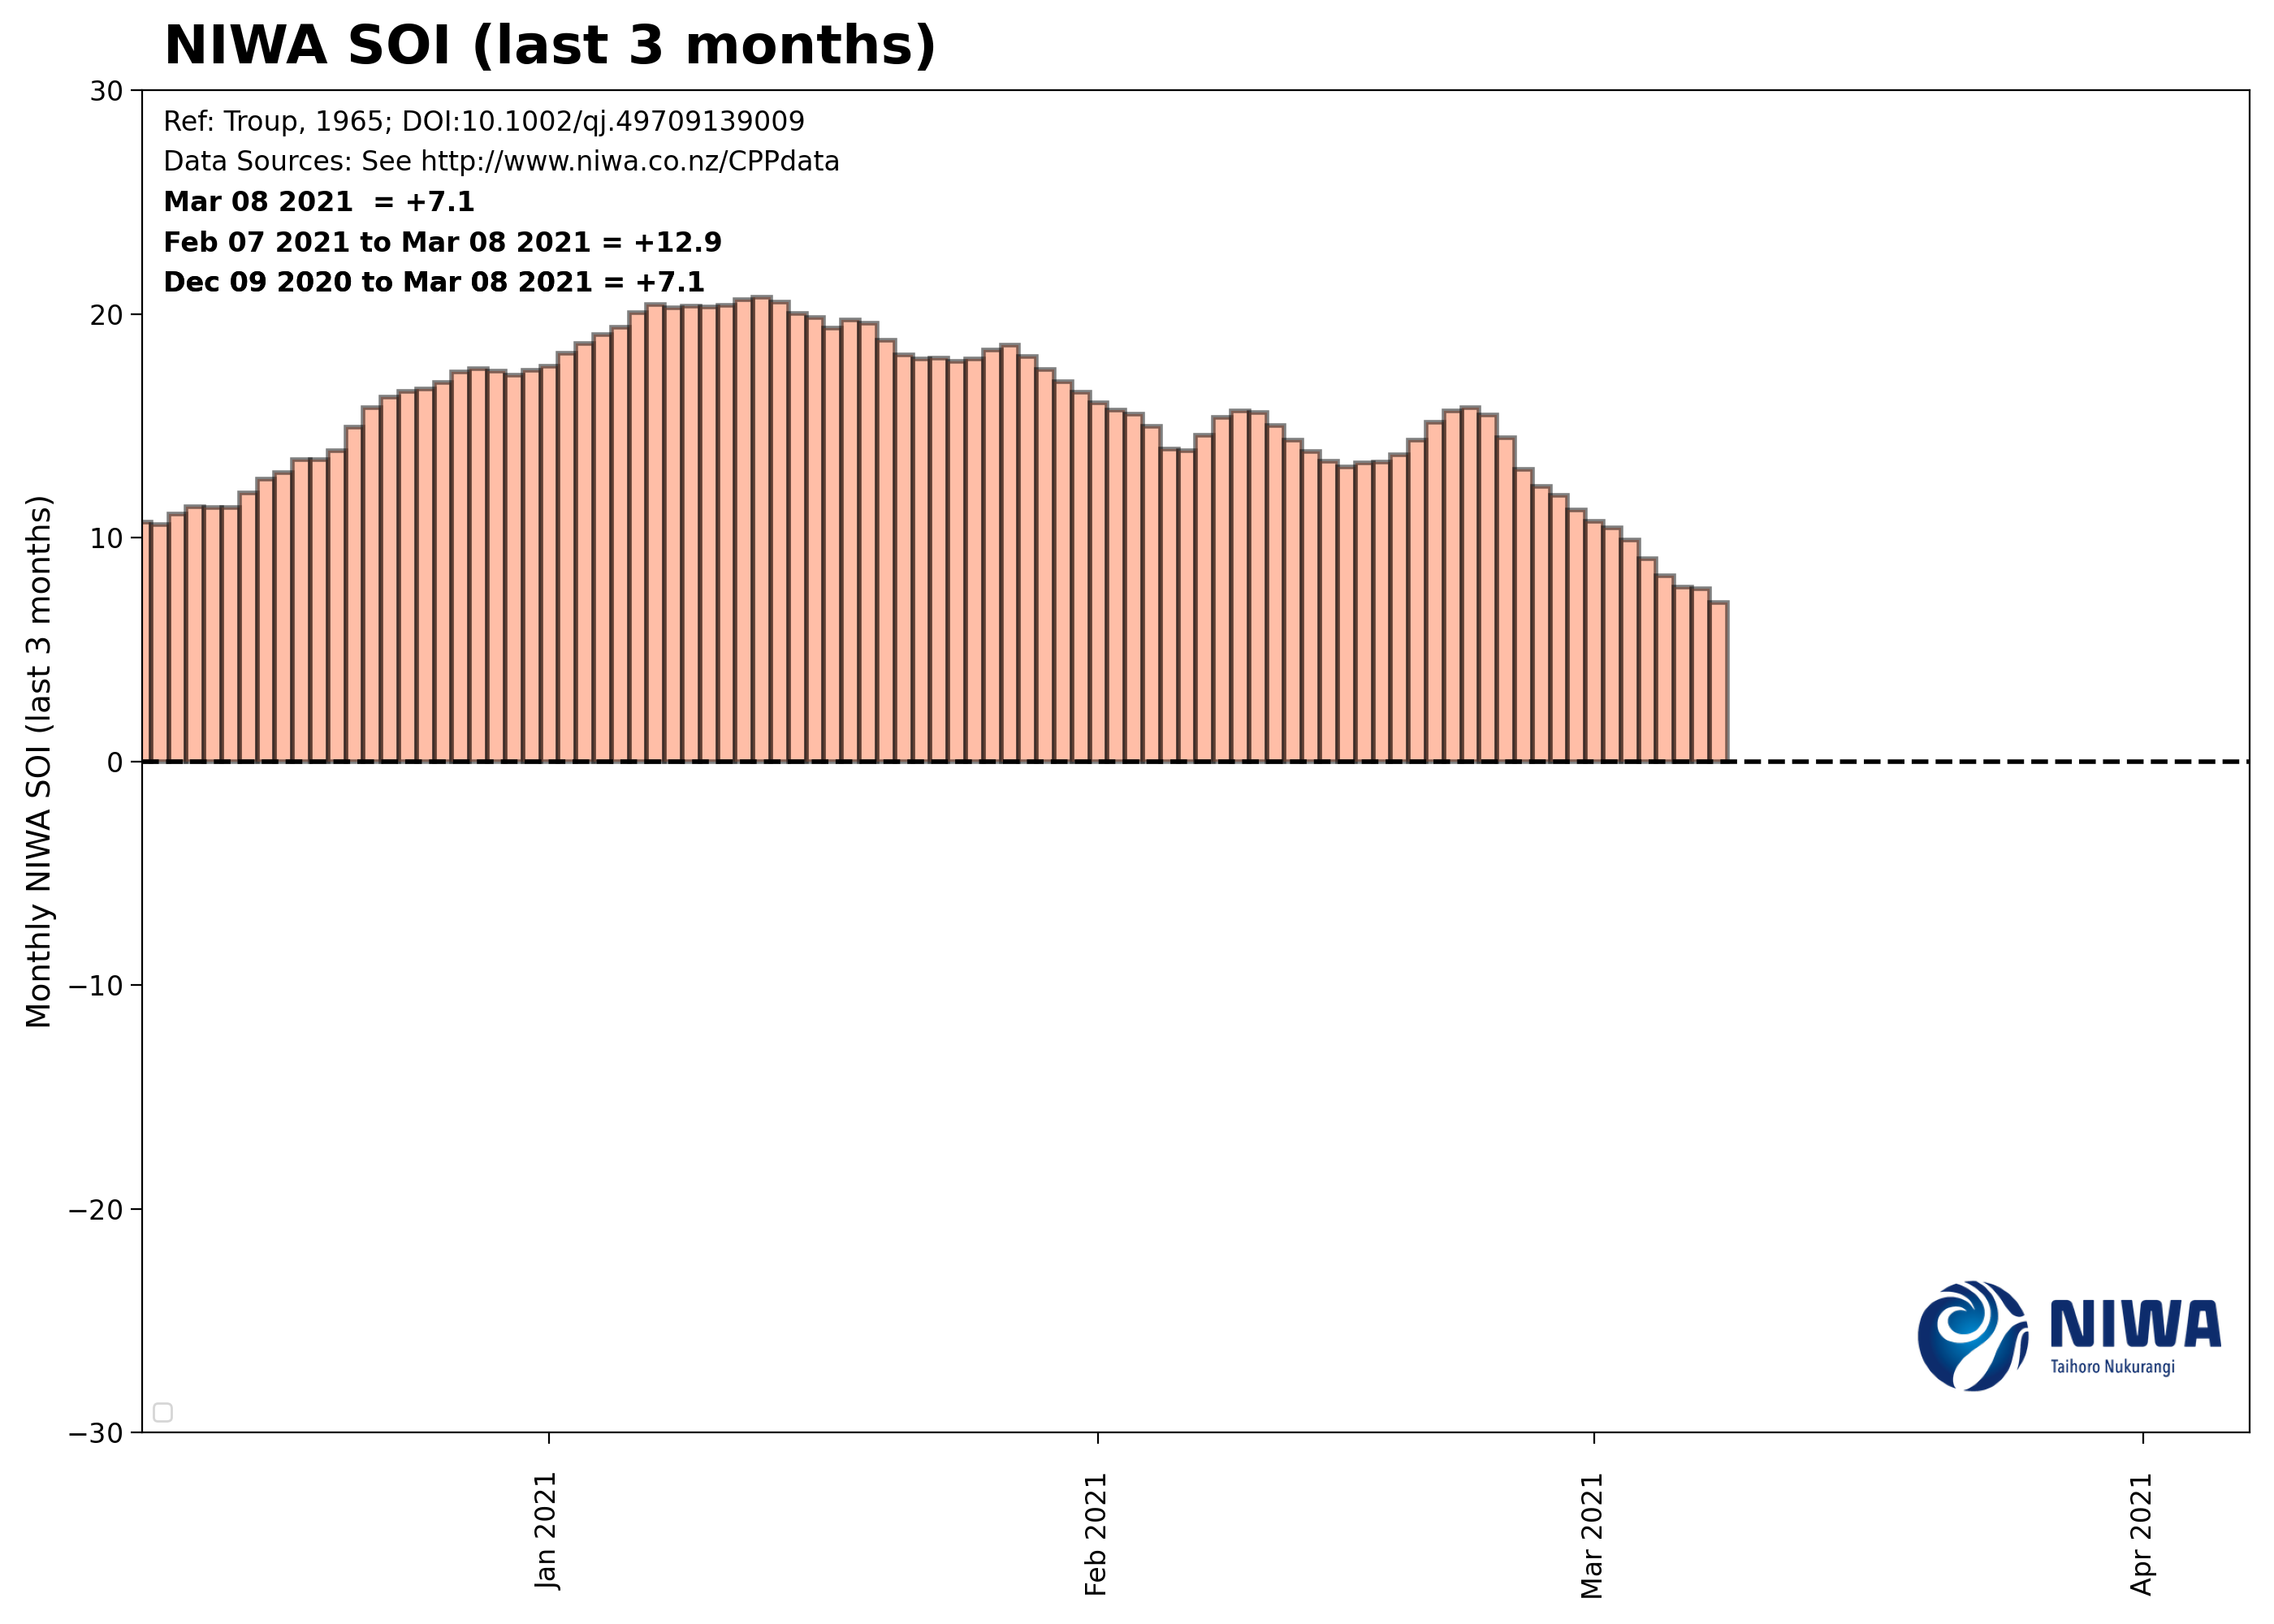 NIWA SOI (last 3 months)
30
Ref: Troup, 1965; DOI:10.1002/qj.49709139009
Data Sources: See http://www.niwa.co.nz/CPPdata
Mar 08 2021  = +7.1
Feb 07 2021 to Mar 08 2021 = +12.9
Dec 09 2020 to Mar 08 2021 = +7.1
20
10
0
−10
−20
−30
Monthly NIWA SOI (last 3 months)
NIWA
Taihoro Nukurangi
Jan 2021
Feb 2021
Mar 2021
Apr 2021